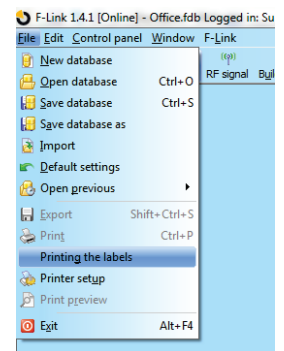 F-Link 1.4.1 [Online] - Office.fdb Logged in: Su
File Edit Control panel Window F-Link
RF signal
New database
Open database Ctrl+O
Save database Ctrl+S
Save database as
Import
Default settings
Open previous
Export Shift+Ctrl+S
Print Ctrl+P
Printing the labels
Printer setup
Print preview
Exit Alt+F4